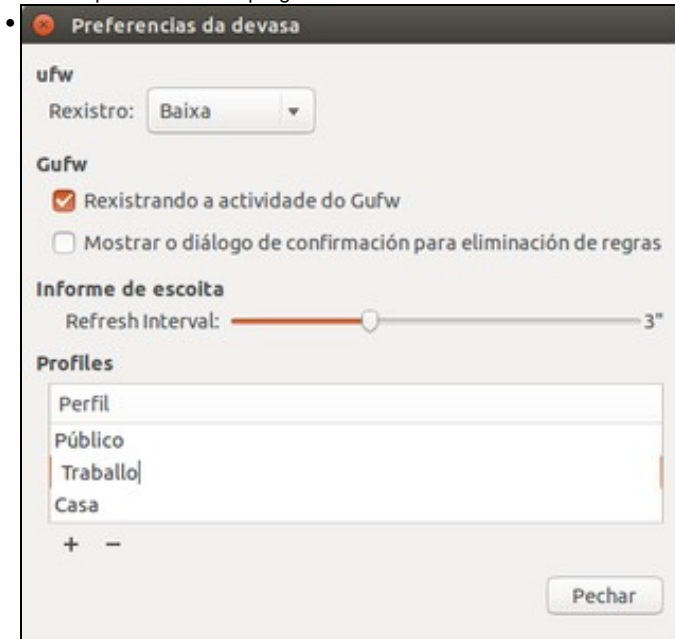 Preferencias da devasa
ufw
Rexistro: Baixa
Gufw
Rexistrando a actividade do Gufw
Mostrar o diálogo de confirmación para eliminación de regras
Informe de escoita
Refresh Interval: 3"
Profiles
Perfil
Público
Traballo
Casa
+ −
Pechar